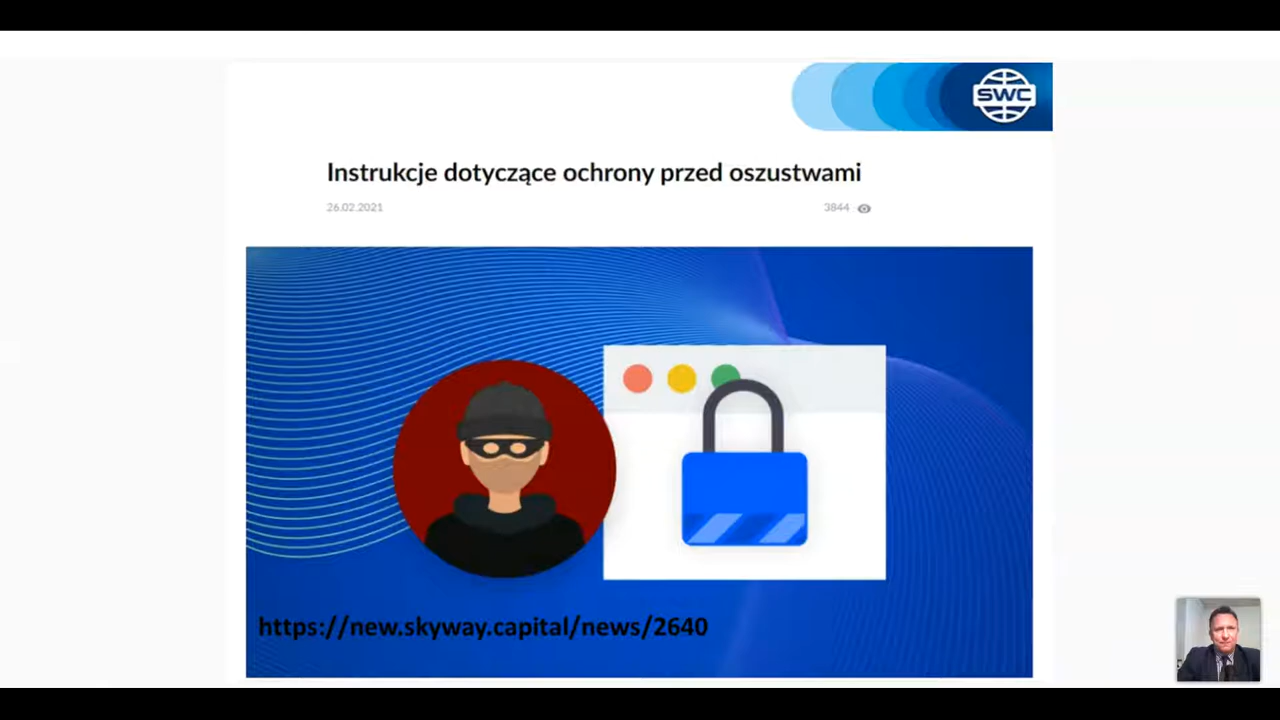 SWC
Instrukcje dotyczące ochrony przed oszustwami
26.02.2021
3844
https://new.skyway.capital/news/2640